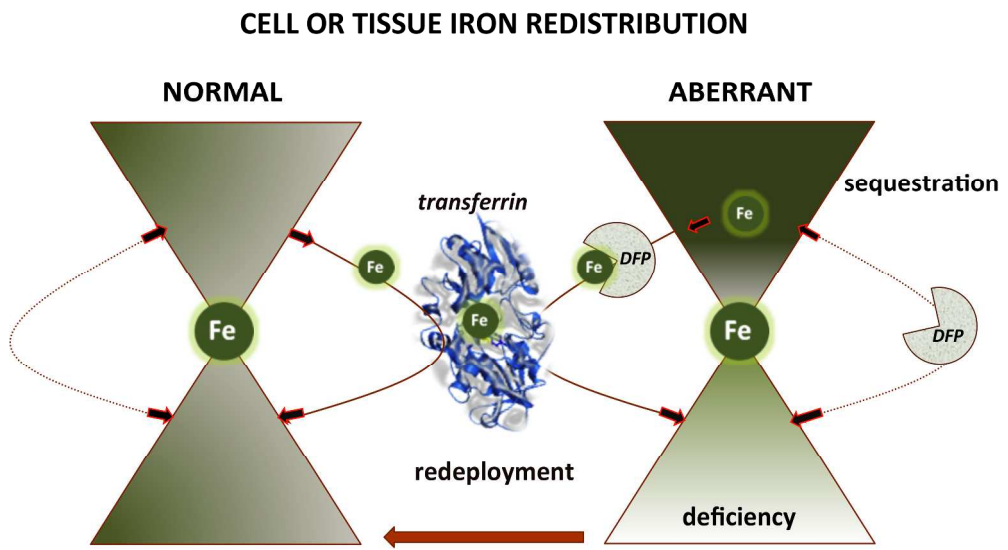 CELL OR TISSUE IRON REDISTRIBUTION
NORMAL
ABERRANT
sequestration
transferrin
Fe
DFP
Fe
Fe
Fe
Fe
Fe
DFP
redeployment
deficiency